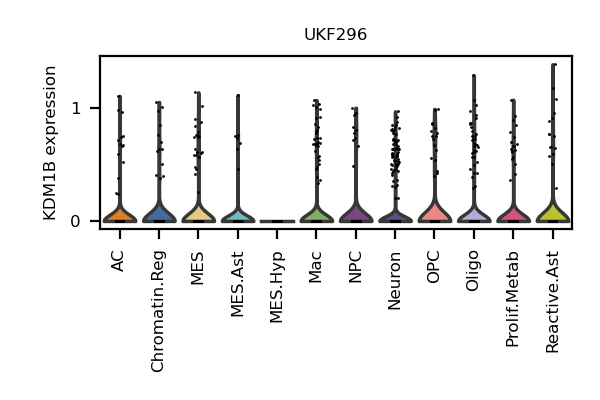 UKF296
KDM1B expression
1
0
AC
Chromatin.Reg
MES
MES.Ast
MES.Hyp
Mac
NPC
Neuron
OPC
Oligo
Prolif.Metab
Reactive.Ast